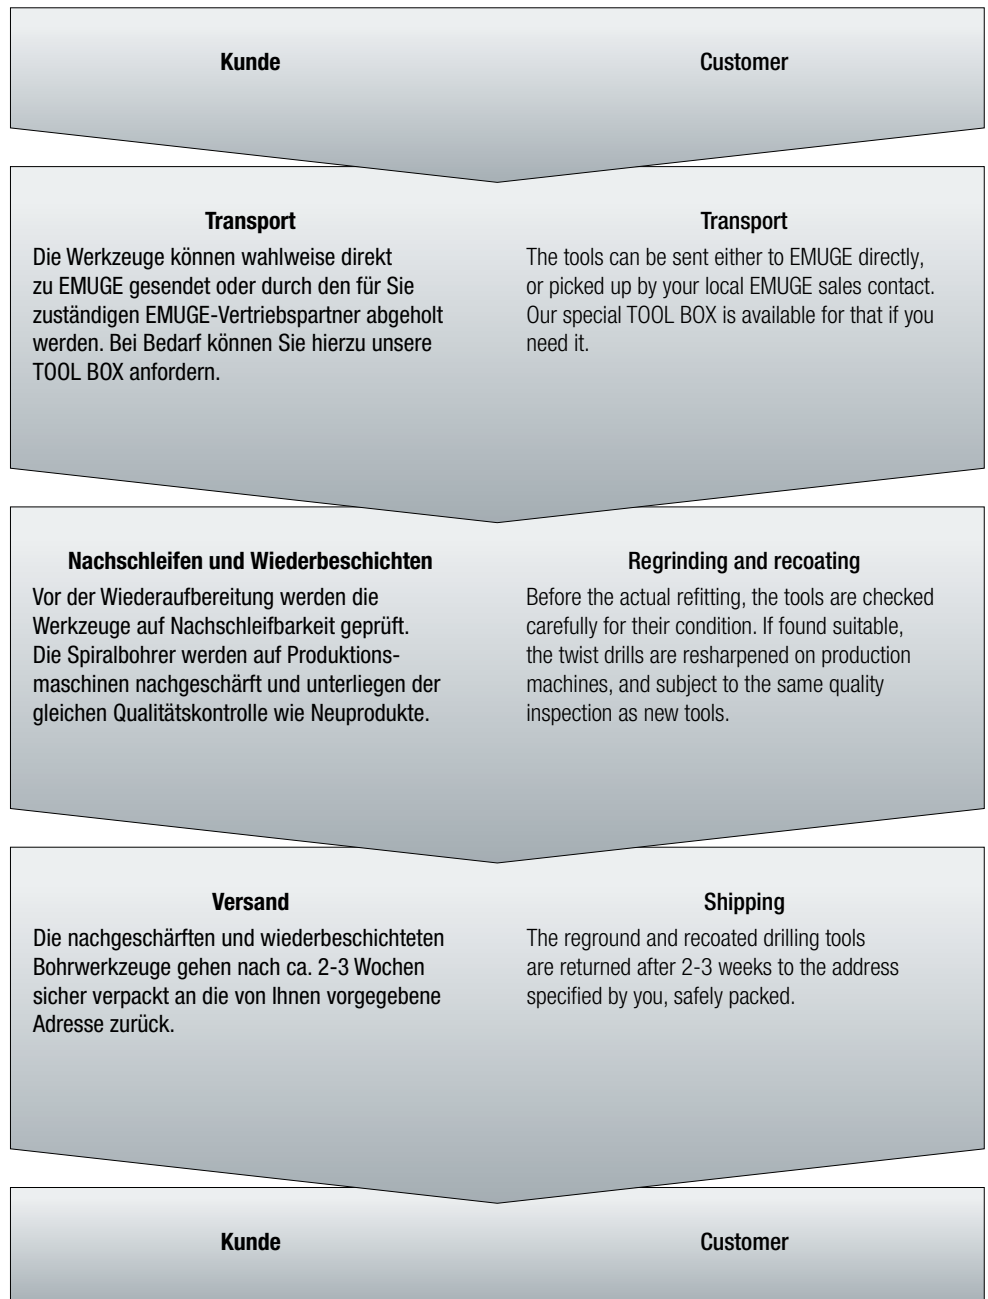 Kunde
Customer
Transport
Die Werkzeuge können wahlweise direkt
zu EMUGE gesendet oder durch den für Sie
zuständigen EMUGE-Vertriebspartner abgeholt
werden. Bei Bedarf können Sie hierzu unsere
TOOL BOX anfordern.
Transport
The tools can be sent either to EMUGE directly,
or picked up by your local EMUGE sales contact.
Our special TOOL BOX is available for that if you
need it.
Nachschleifen und Wiederbeschichten
Vor der Wiederaufbereitung werden die
Werkzeuge auf Nachschleifbarkeit geprüft.
Die Spiralbohrer werden auf Produktions-
maschinen nachgeschärft und unterliegen der
gleichen Qualitätskontrolle wie Neuprodukte.
Regrinding and recoating
Before the actual refitting, the tools are checked
carefully for their condition. If found suitable,
the twist drills are resharpened on production
machines, and subject to the same quality
inspection as new tools.
Versand
Die nachgeschärften und wiederbeschichteten
Bohrwerkzeuge gehen nach ca. 2-3 Wochen
sicher verpackt an die von Ihnen vorgegebene
Adresse zurück.
Shipping
The reground and recoated drilling tools
are returned after 2-3 weeks to the address
specified by you, safely packed.
Kunde
Customer